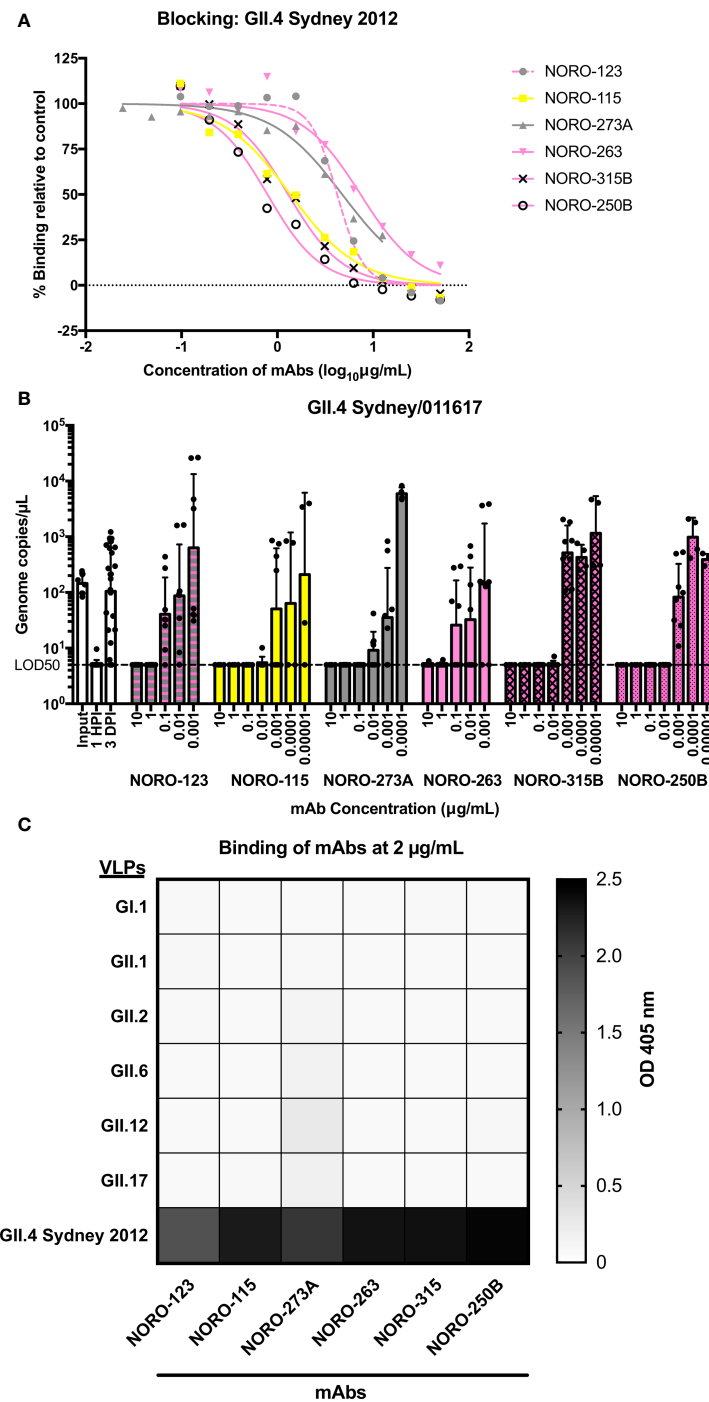 A
Blocking: GII.4 Sydney 2012
% Binding relative to control
125
100
75
50
25
0
-25
-2
-1
0
1
2
Concentration of mAbs (log10µg/mL)
NORO-123
NORO-115
NORO-273A
NORO-263
NORO-315B
NORO-250B
B
GII.4 Sydney/011617
Genome copies/µL
10^5
10^4
10^3
10^2
10^1
10^0
LOD50
Input
1 HPI
3 DPI
10
1
0.1
0.01
0.001
10
1
0.1
0.01
0.001
0.0001
0.00001
10
1
0.1
0.01
0.001
0.0001
10
1
0.1
0.01
0.001
10
1
0.1
0.01
0.001
0.0001
0.00001
10
1
0.1
0.01
0.001
0.0001
0.00001
NORO-123
NORO-115
NORO-273A
NORO-263
NORO-315B
NORO-250B
mAb Concentration (µg/mL)
C
Binding of mAbs at 2 µg/mL
VLPs
GI.1
GII.1
GII.2
GII.6
GII.12
GII.17
GII.4 Sydney 2012
NORO-123
NORO-115
NORO-273A
NORO-263
NORO-315
NORO-250B
mAbs
2.5
2.0
1.5
1.0
0.5
0
OD 405 nm